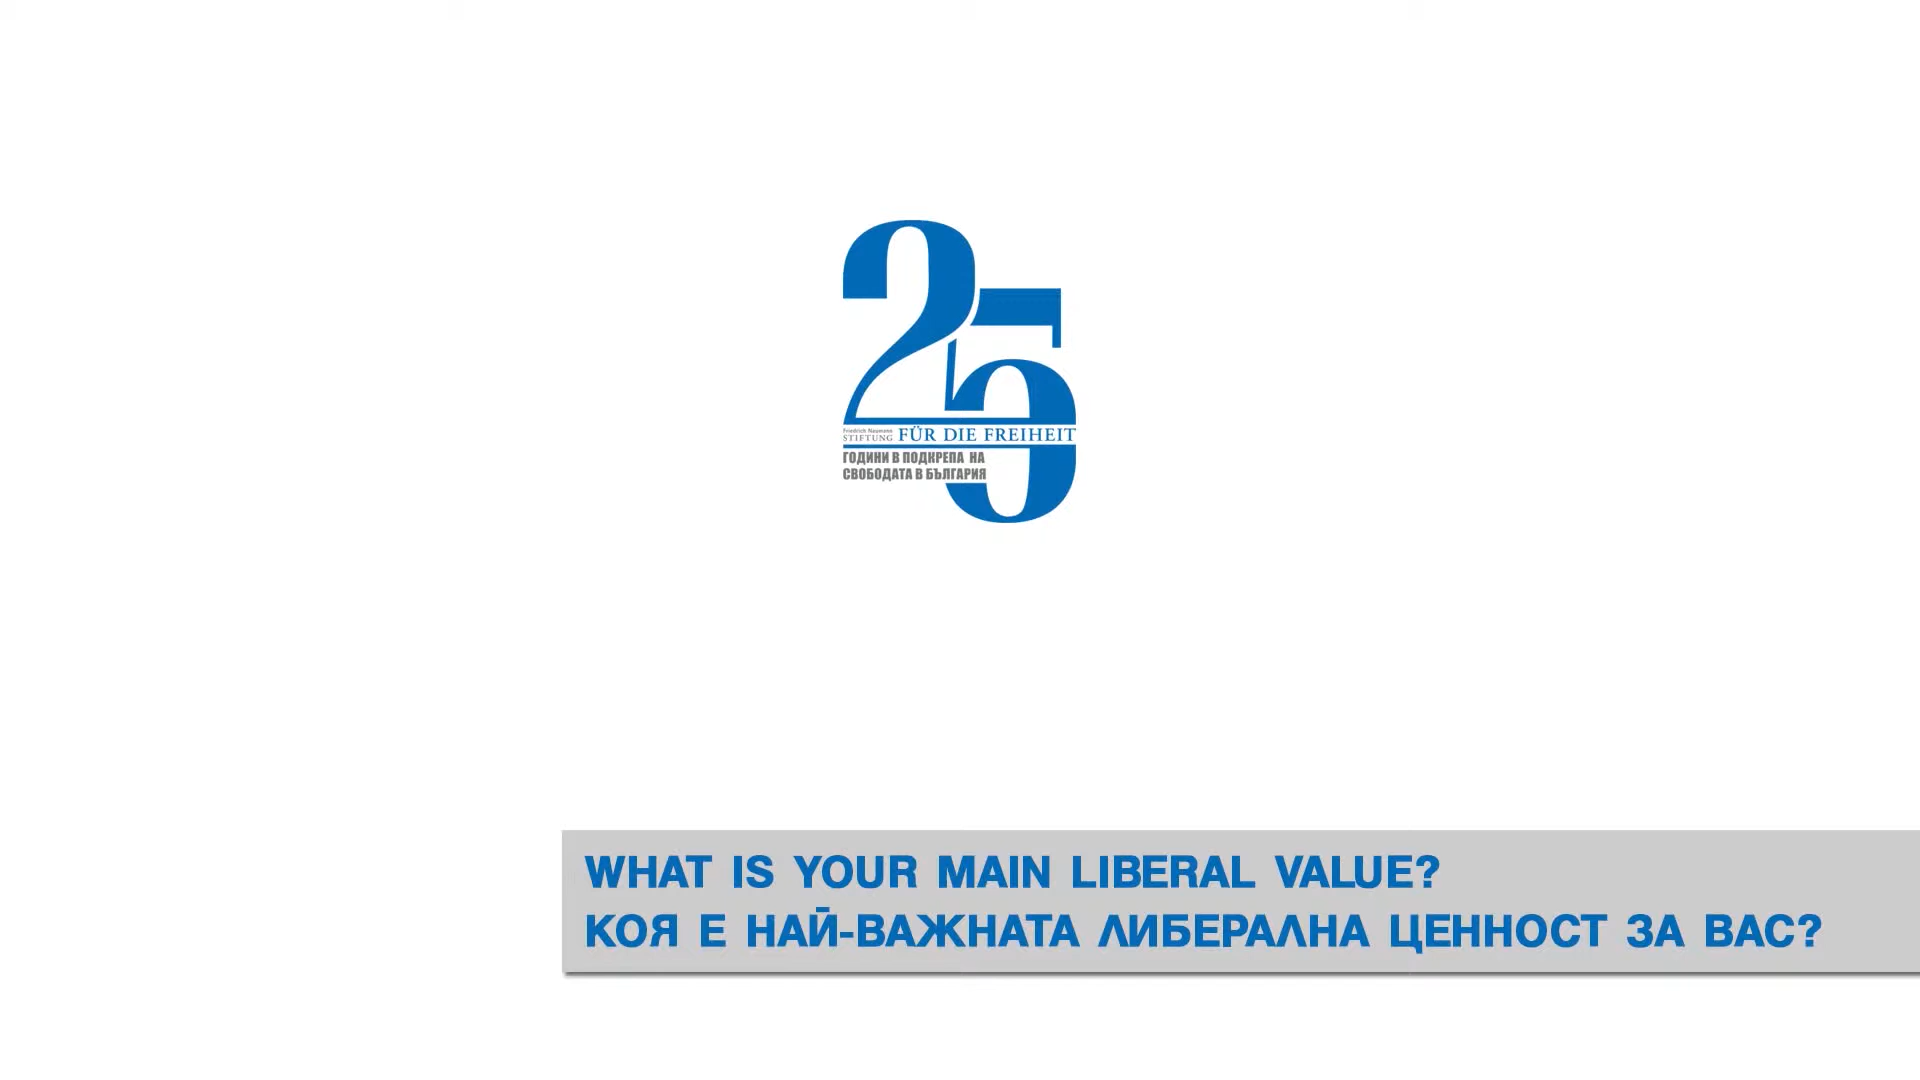 25
Friedrich Naumann
STIFTUNG FÜR DIE FREIHEIT
ГОДИНИ В ПОДКРЕПА НА
СВОБОДАТА В БЪЛГАРИЯ
WHAT IS YOUR MAIN LIBERAL VALUE?
КОЯ Е НАЙ-ВАЖНАТА ЛИБЕРАЛНА ЦЕННОСТ ЗА ВАС?